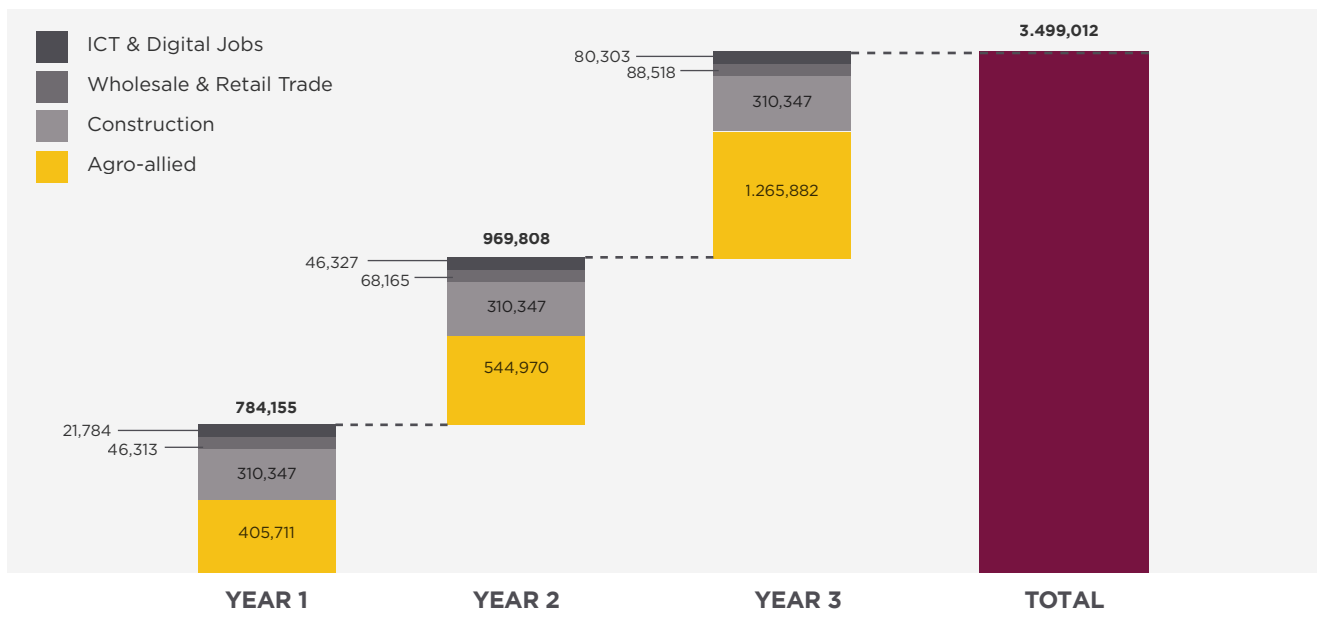 ICT & Digital Jobs
Wholesale & Retail Trade
Construction
Agro-allied
3.499,012
80,303
88,518
310,347
1.265,882
969,808
46,327
68,165
310,347
544,970
784,155
21,784
46,313
310,347
405,711
YEAR 1
YEAR 2
YEAR 3
TOTAL